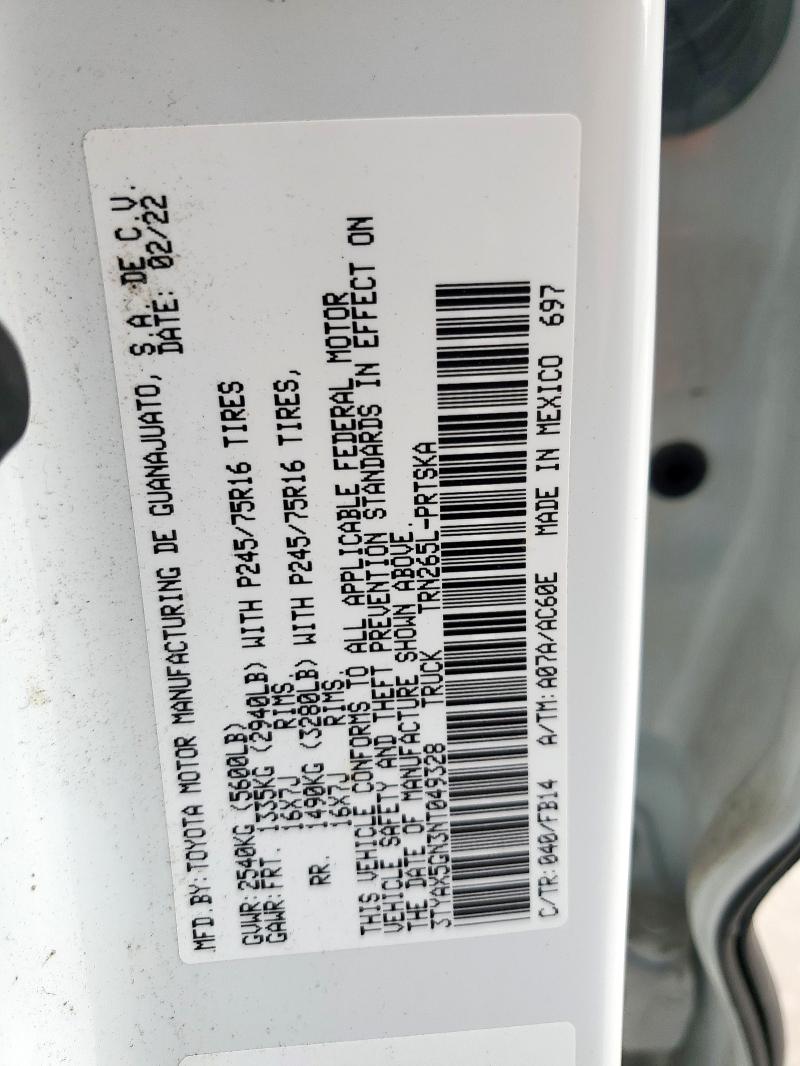 MFD.BY:TOYOTA MOTOR MANUFACTURING DE GUANAJUATO, S.A. DE C.V.
DATE: 02/22
GVWR:2540KG (5600LB)
GAWR:FRT. 1335KG (2940LB) WITH P245/75R16 TIRES
16X7J RIMS,
RR. 1490KG (3280LB) WITH P245/75R16 TIRES,
16X7J RIMS
THIS VEHICLE CONFORMS TO ALL APPLICABLE FEDERAL MOTOR
VEHICLE SAFETY AND THEFT PREVENTION STANDARDS IN EFFECT ON
THE DATE OF MANUFACTURE SHOWN ABOVE.
3TYAX5GN3NT049328 TRUCK TRN265L-PRTSKA
C/TR:040/FB14 A/TM:A07A/AC60E MADE IN MEXICO 697